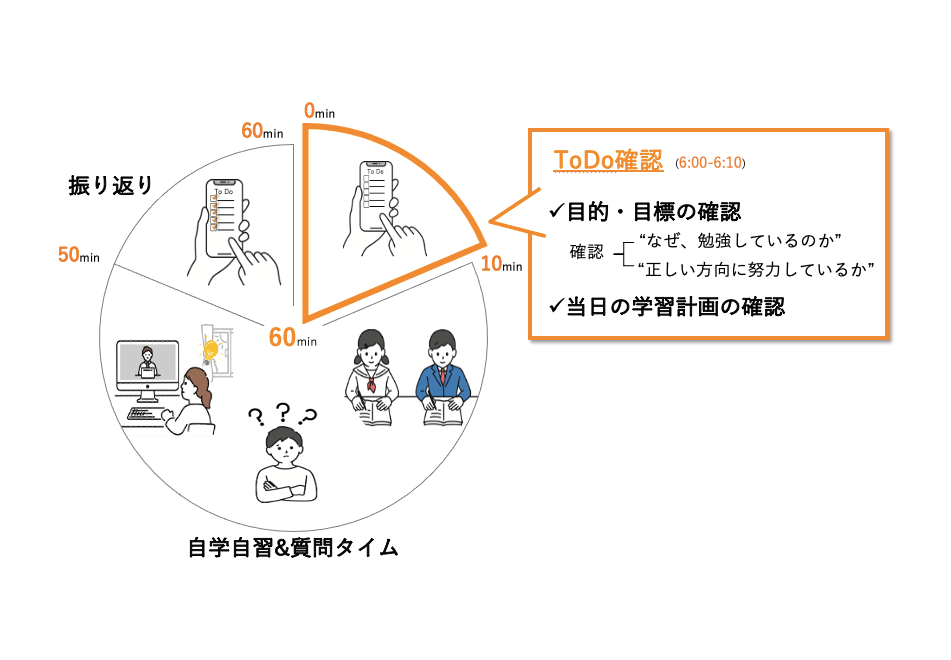 0min
60min
振り返り
To Do
To Do
50min
10min
60min
? ? ?
自学自習&質問タイム
ToDo確認 (6:00-6:10)
✓目的・目標の確認
確認
“なぜ、勉強しているのか”
“正しい方向に努力しているか”
✓当日の学習計画の確認